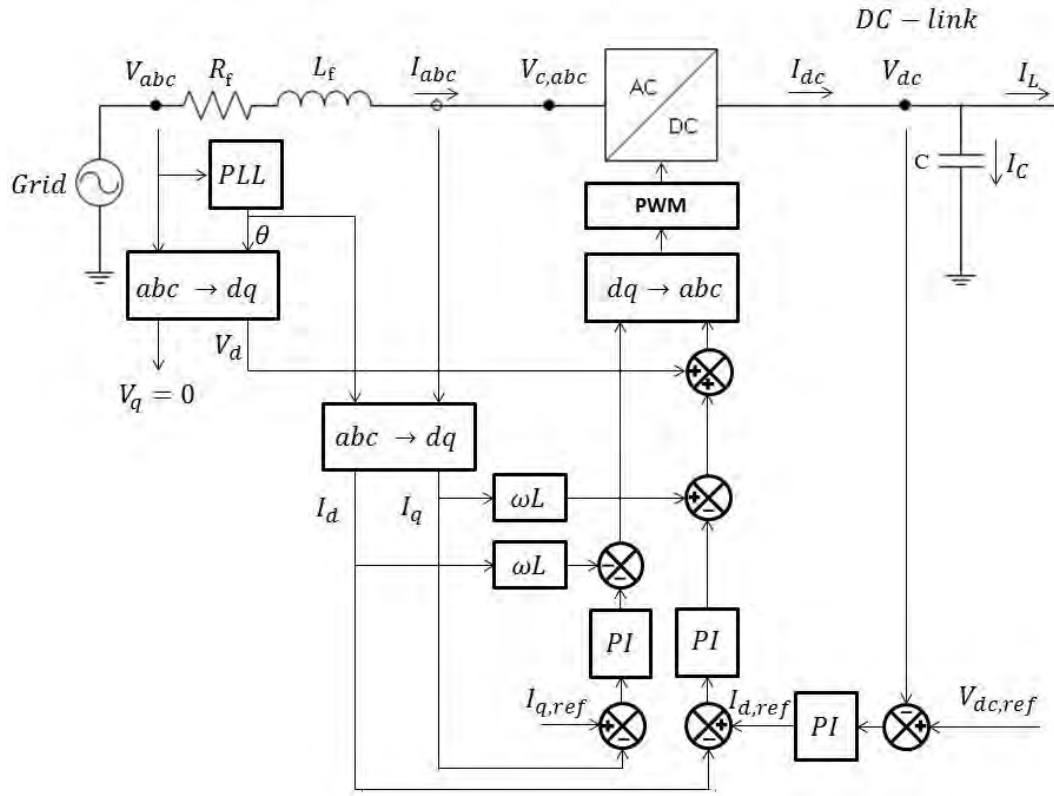 DC − link
V_abc R_f L_f I_abc V_c,abc I_dc V_dc I_L
AC
DC
C I_C
Grid
PLL
PWM
θ
abc → dq
dq → abc
V_d
+
+
V_q = 0
abc → dq
I_d I_q
ωL
+
−
ωL
−
−
PI
PI
I_q,ref
+
−
+
−
I_d,ref
PI
−
+
V_dc,ref